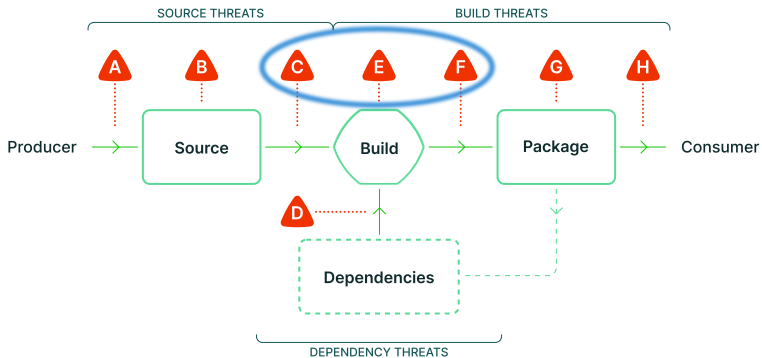 SOURCE THREATS
BUILD THREATS
A
B
C
E
F
G
H
Producer
Source
Build
Package
Consumer
D
Dependencies
DEPENDENCY THREATS